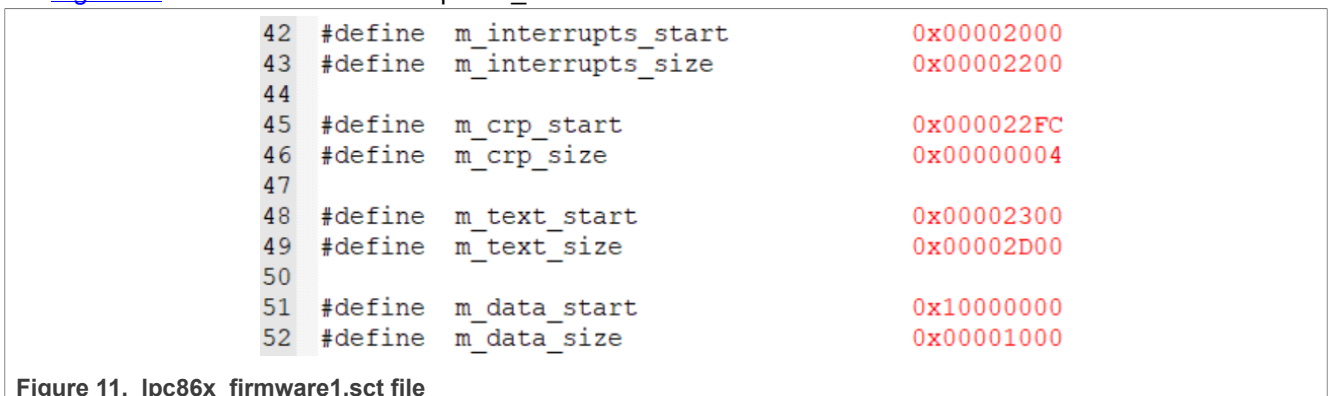 42 #define m_interrupts_start 0x00002000
43 #define m_interrupts_size 0x00002200
44
45 #define m_crp_start 0x000022FC
46 #define m_crp_size 0x00000004
47
48 #define m_text_start 0x00002300
49 #define m_text_size 0x00002D00
50
51 #define m_data_start 0x10000000
52 #define m_data_size 0x00001000
Figure 11. lpc86x_firmware1.sct file